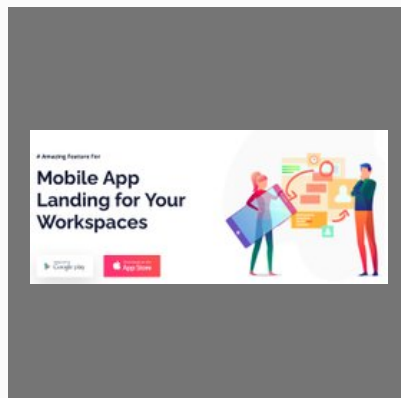 # Amazing Feature For
Mobile App
Landing for Your
Workspaces
Google play
App Store